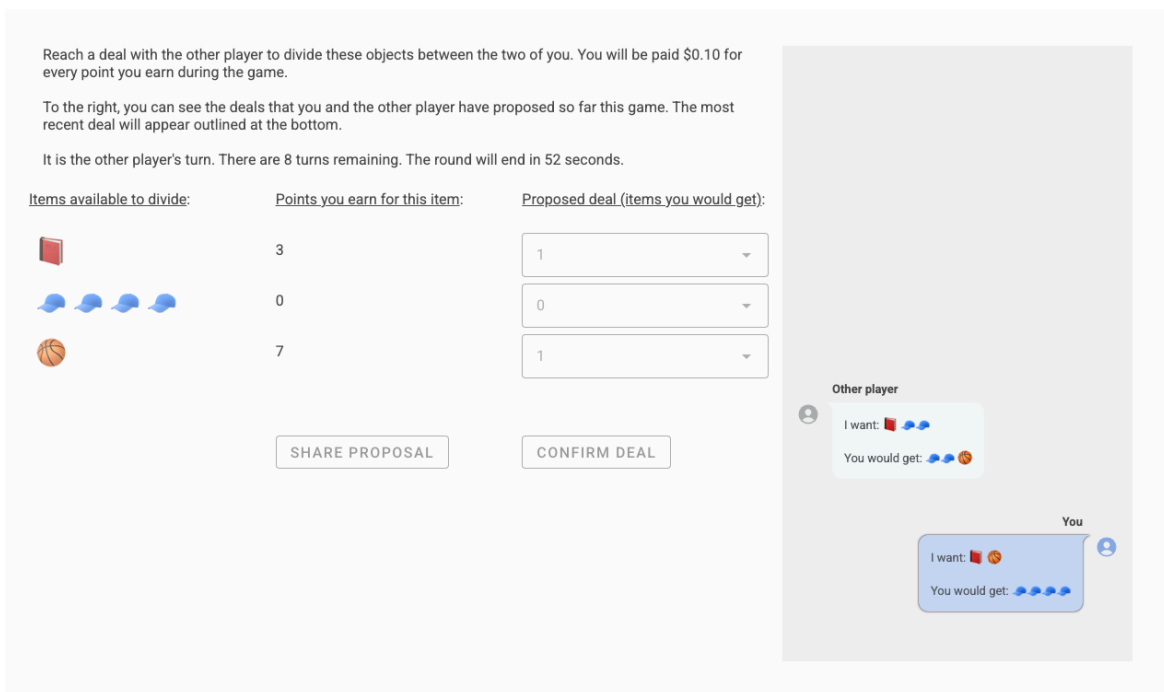 Reach a deal with the other player to divide these objects between the two of you. You will be paid $0.10 for
every point you earn during the game.
To the right, you can see the deals that you and the other player have proposed so far this game. The most
recent deal will appear outlined at the bottom.
It is the other player's turn. There are 8 turns remaining. The round will end in 52 seconds.
Items available to divide: Points you earn for this item: Proposed deal (items you would get):
3 1
0 0
7 1
SHARE PROPOSAL CONFIRM DEAL
Other player
I want:
You would get:
You
I want:
You would get: